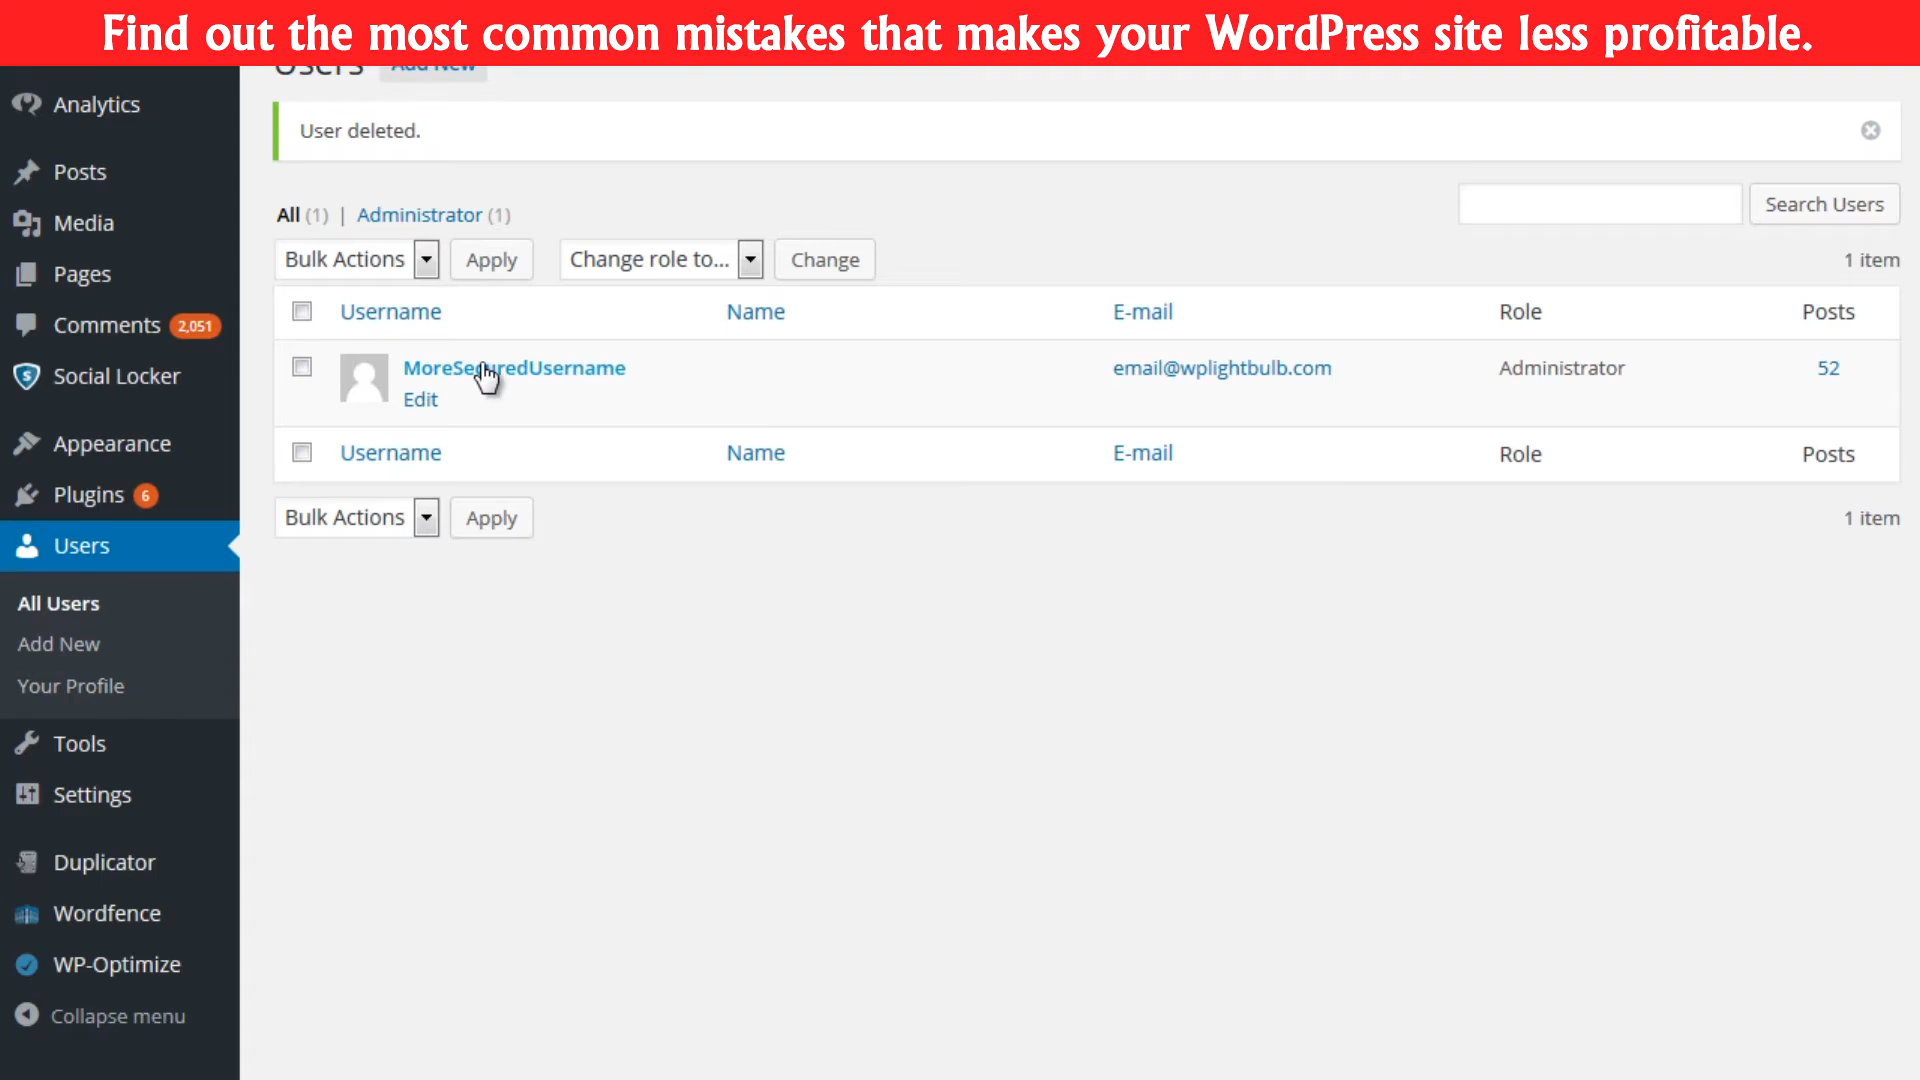 Find out the most common mistakes that makes your WordPress site less profitable.
Users Add New
Analytics
User deleted.
Posts
Media
All (1) | Administrator (1)
Search Users
Bulk Actions Apply Change role to... Change
1 item
Pages
Comments 2,051
Social Locker
Username Name E-mail Role Posts
MoreSecuredUsername email@wplightbulb.com Administrator 52
Edit
Username Name E-mail Role Posts
Bulk Actions Apply
1 item
Appearance
Plugins 6
Users
All Users
Add New
Your Profile
Tools
Settings
Duplicator
Wordfence
WP-Optimize
Collapse menu